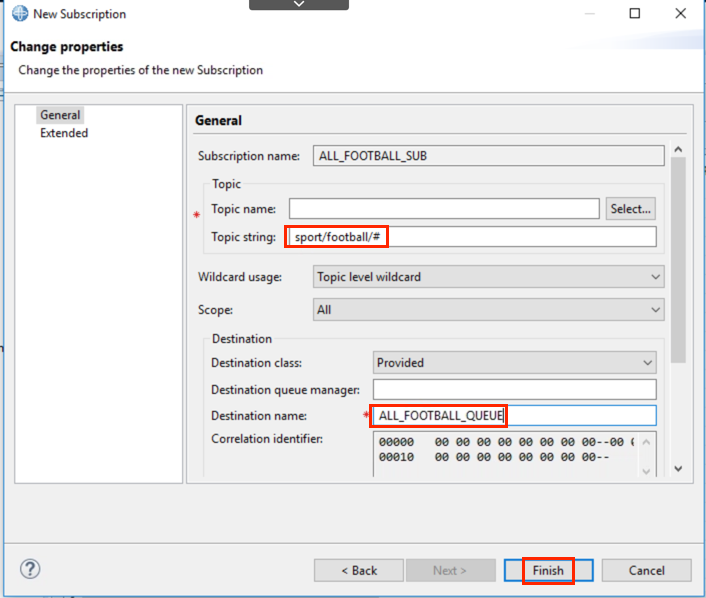 New Subscription
Change properties
Change the properties of the new Subscription
General
Extended
General
Subscription name: ALL_FOOTBALL_SUB
Topic
* Topic name: Select...
Topic string: sport/football/#
Wildcard usage: Topic level wildcard
Scope: All
Destination
Destination class: Provided
Destination queue manager:
Destination name: * ALL_FOOTBALL_QUEUE
Correlation identifier:
00000 00 00 00 00 00 00 00 00--00
00010 00 00 00 00 00 00 00 00--
? < Back Next > Finish Cancel